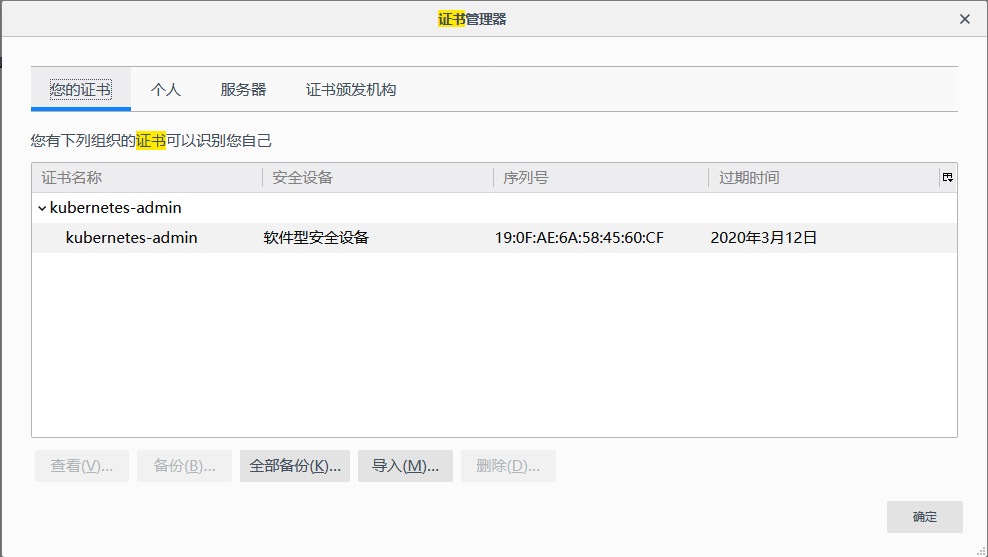 证书管理器
您的证书 个人 服务器 证书颁发机构
您有下列组织的证书可以识别您自己
证书名称 安全设备 序列号 过期时间
kubernetes-admin
kubernetes-admin 软件型安全设备 19:0F:AE:6A:58:45:60:CF 2020年3月12日
查看(V)... 备份(B)... 全部备份(K)... 导入(M)... 删除(D)...
确定